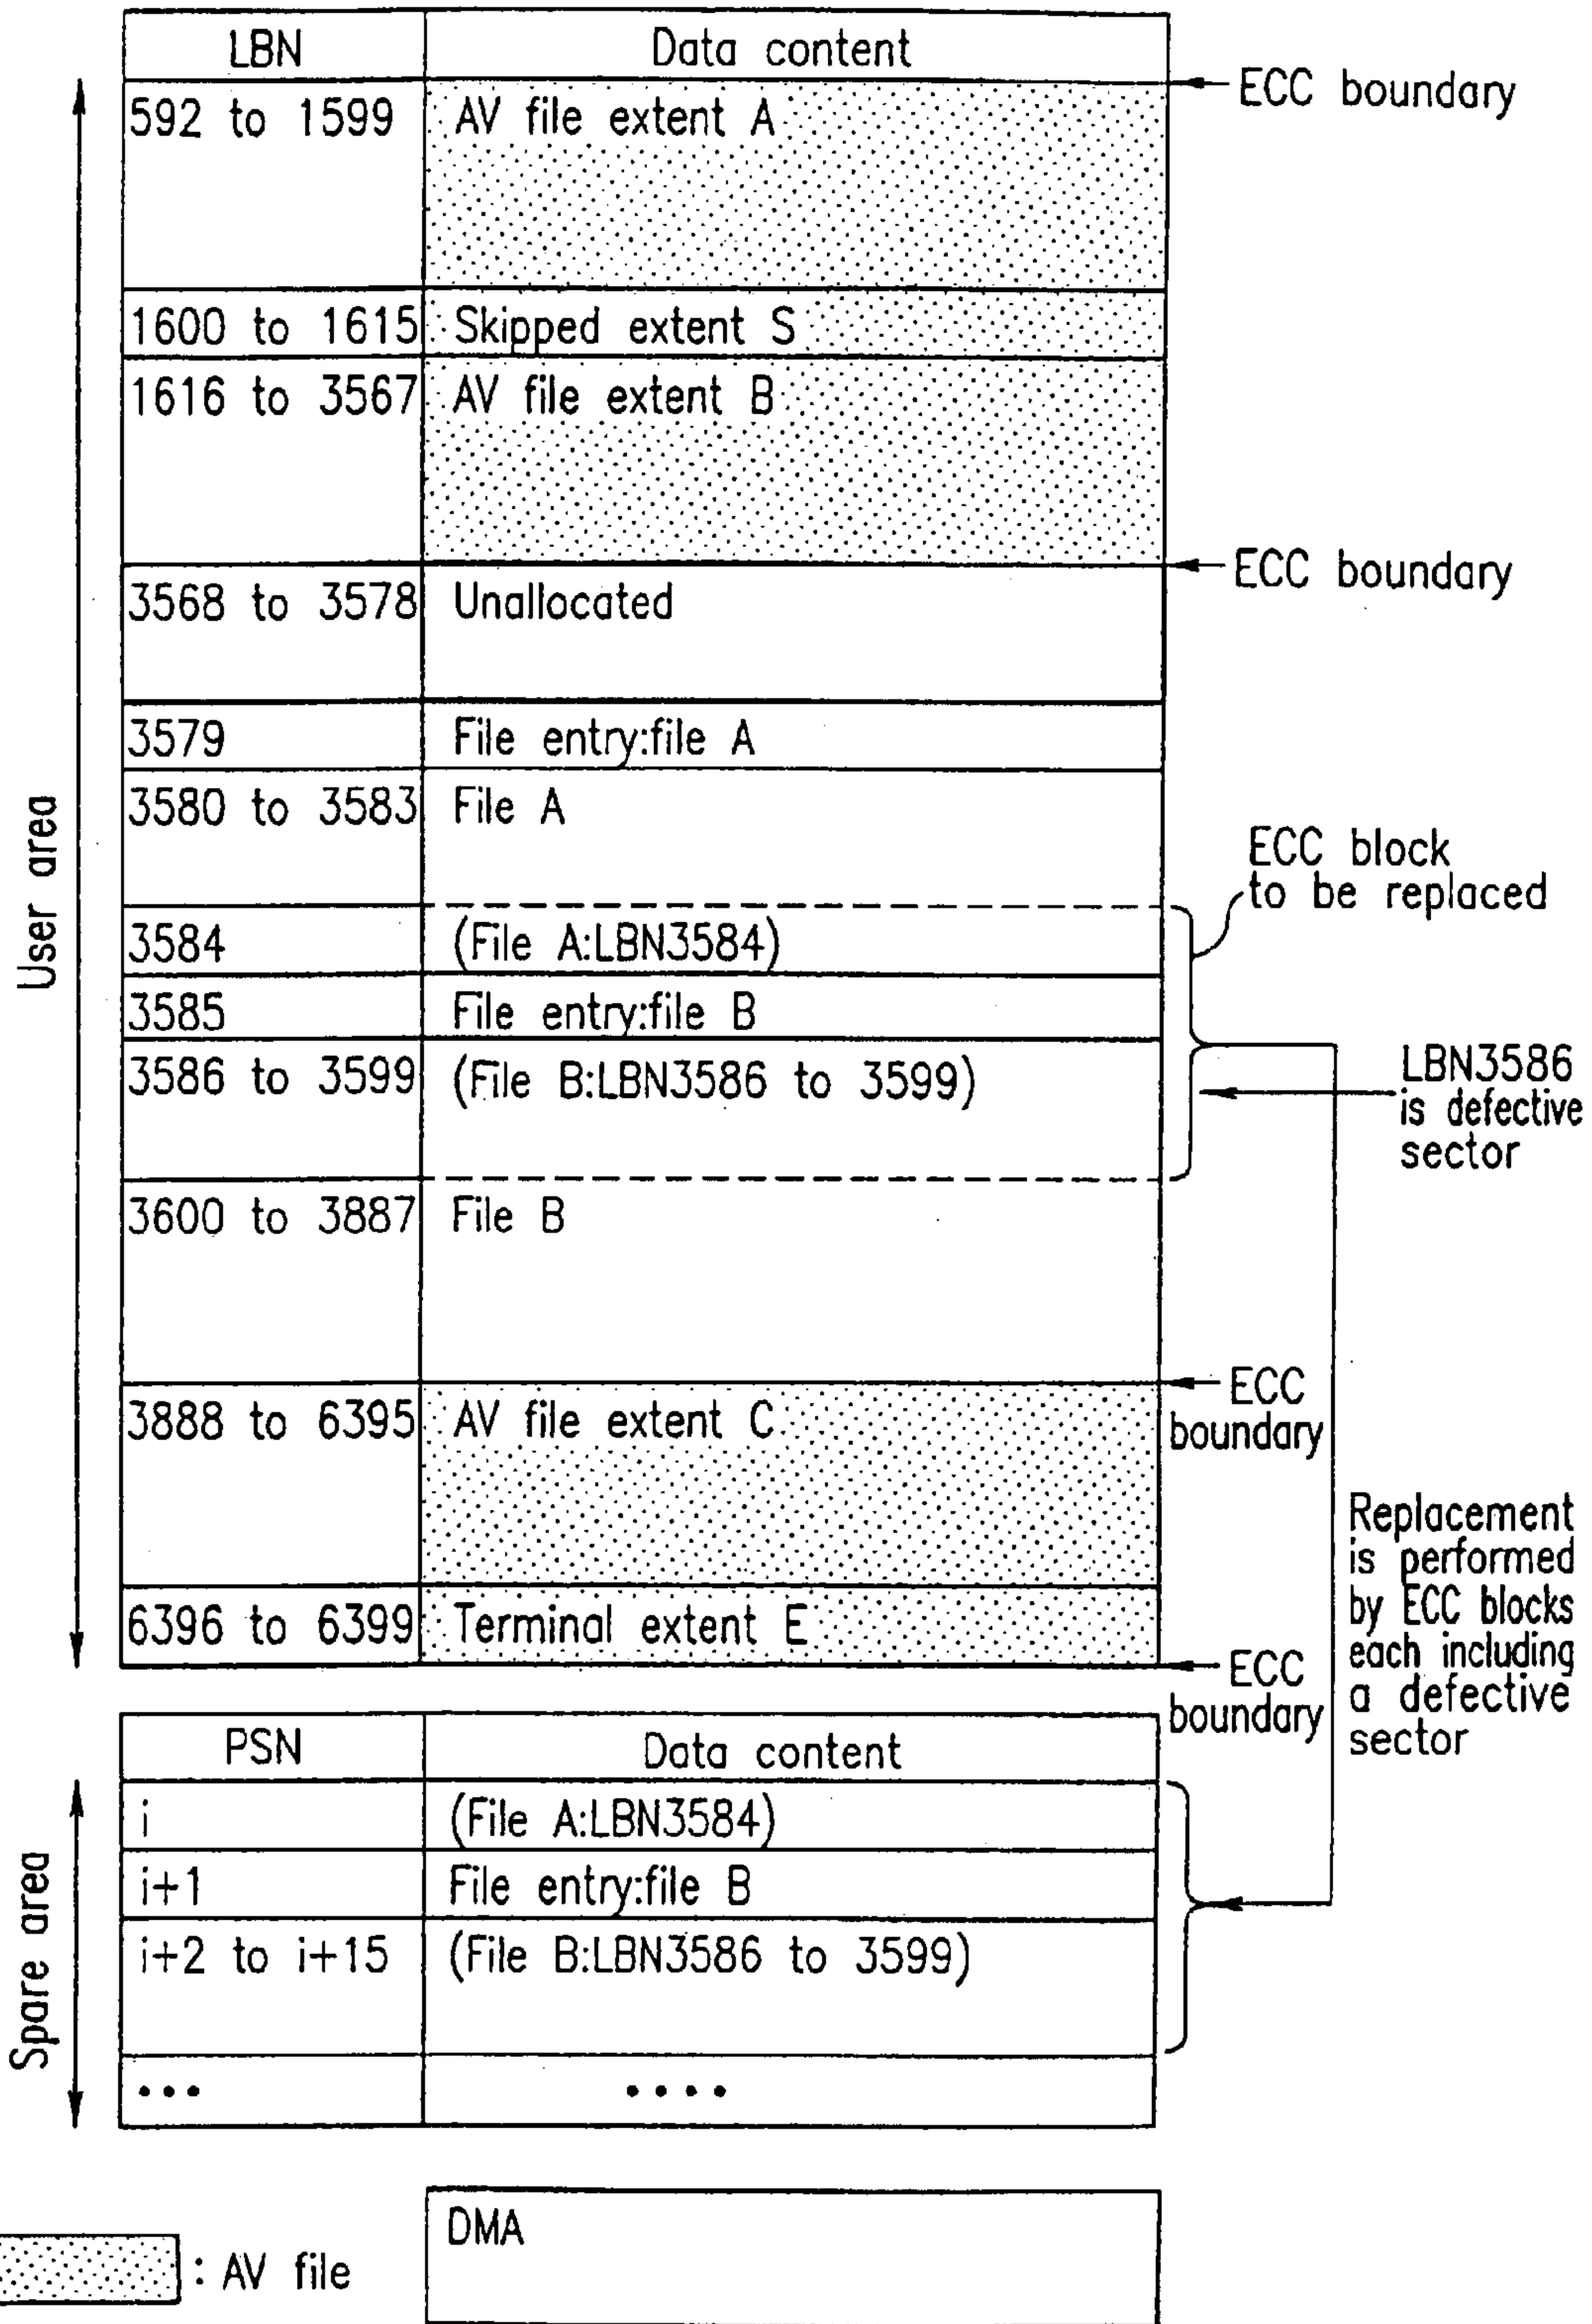 LBN Data content
ECC boundary
592 to 1599 AV file extent A
1600 to 1615 Skipped extent S
1616 to 3567 AV file extent B
ECC boundary
3568 to 3578 Unallocated
3579 File entry:file A
3580 to 3583 File A
ECC block
to be replaced
3584 (File A:LBN3584)
3585 File entry:file B
3586 to 3599 (File B:LBN3586 to 3599)
LBN3586
is defective
sector
3600 to 3887 File B
User area
ECC
boundary
3888 to 6395 AV file extent C
6396 to 6399 Terminal extent E
ECC
boundary
Replacement
is performed
by ECC blocks
each including
a defective
sector
PSN Data content
i (File A:LBN3584)
i+1 File entry:file B
i+2 to i+15 (File B:LBN3586 to 3599)
••• ••••
Spare area
DMA
: AV file